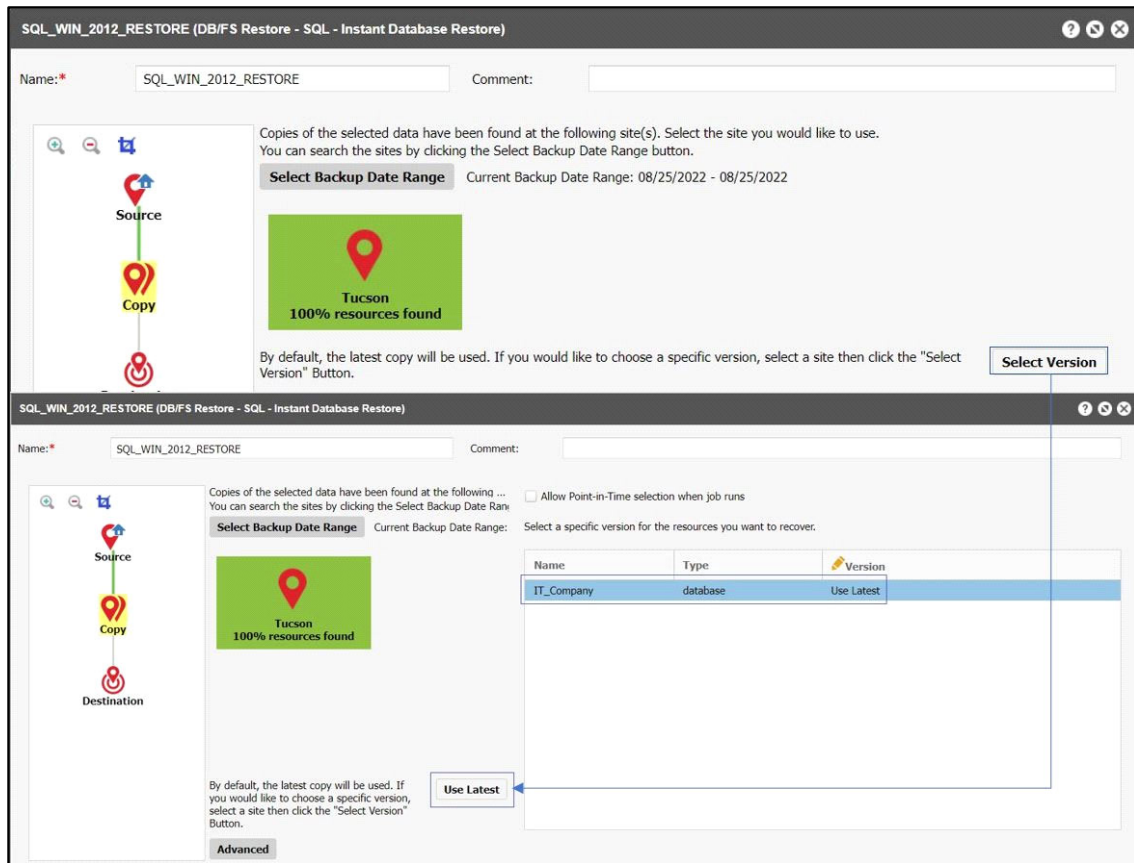 SQL_WIN_2012_RESTORE (DB/FS Restore - SQL - Instant Database Restore)
Name:*
SQL_WIN_2012_RESTORE
Comment:
Copies of the selected data have been found at the following site(s). Select the site you would like to use.
You can search the sites by clicking the Select Backup Date Range button.
Select Backup Date Range
Current Backup Date Range: 08/25/2022 - 08/25/2022
Source
Copy
Tucson
100% resources found
By default, the latest copy will be used. If you would like to choose a specific version, select a site then click the "Select
Version" Button.
Select Version
SQL_WIN_2012_RESTORE (DB/FS Restore - SQL - Instant Database Restore)
Name:*
SQL_WIN_2012_RESTORE
Comment:
Source
Copy
Destination
Copies of the selected data have been found at the following ...
You can search the sites by clicking the Select Backup Date Ran
Select Backup Date Range
Current Backup Date Range:
Tucson
100% resources found
By default, the latest copy will be used. If
you would like to choose a specific version,
select a site then click the "Select Version"
Button.
Use Latest
Advanced
Allow Point-in-Time selection when job runs
Select a specific version for the resources you want to recover.
Name Type Version
IT_Company database Use Latest